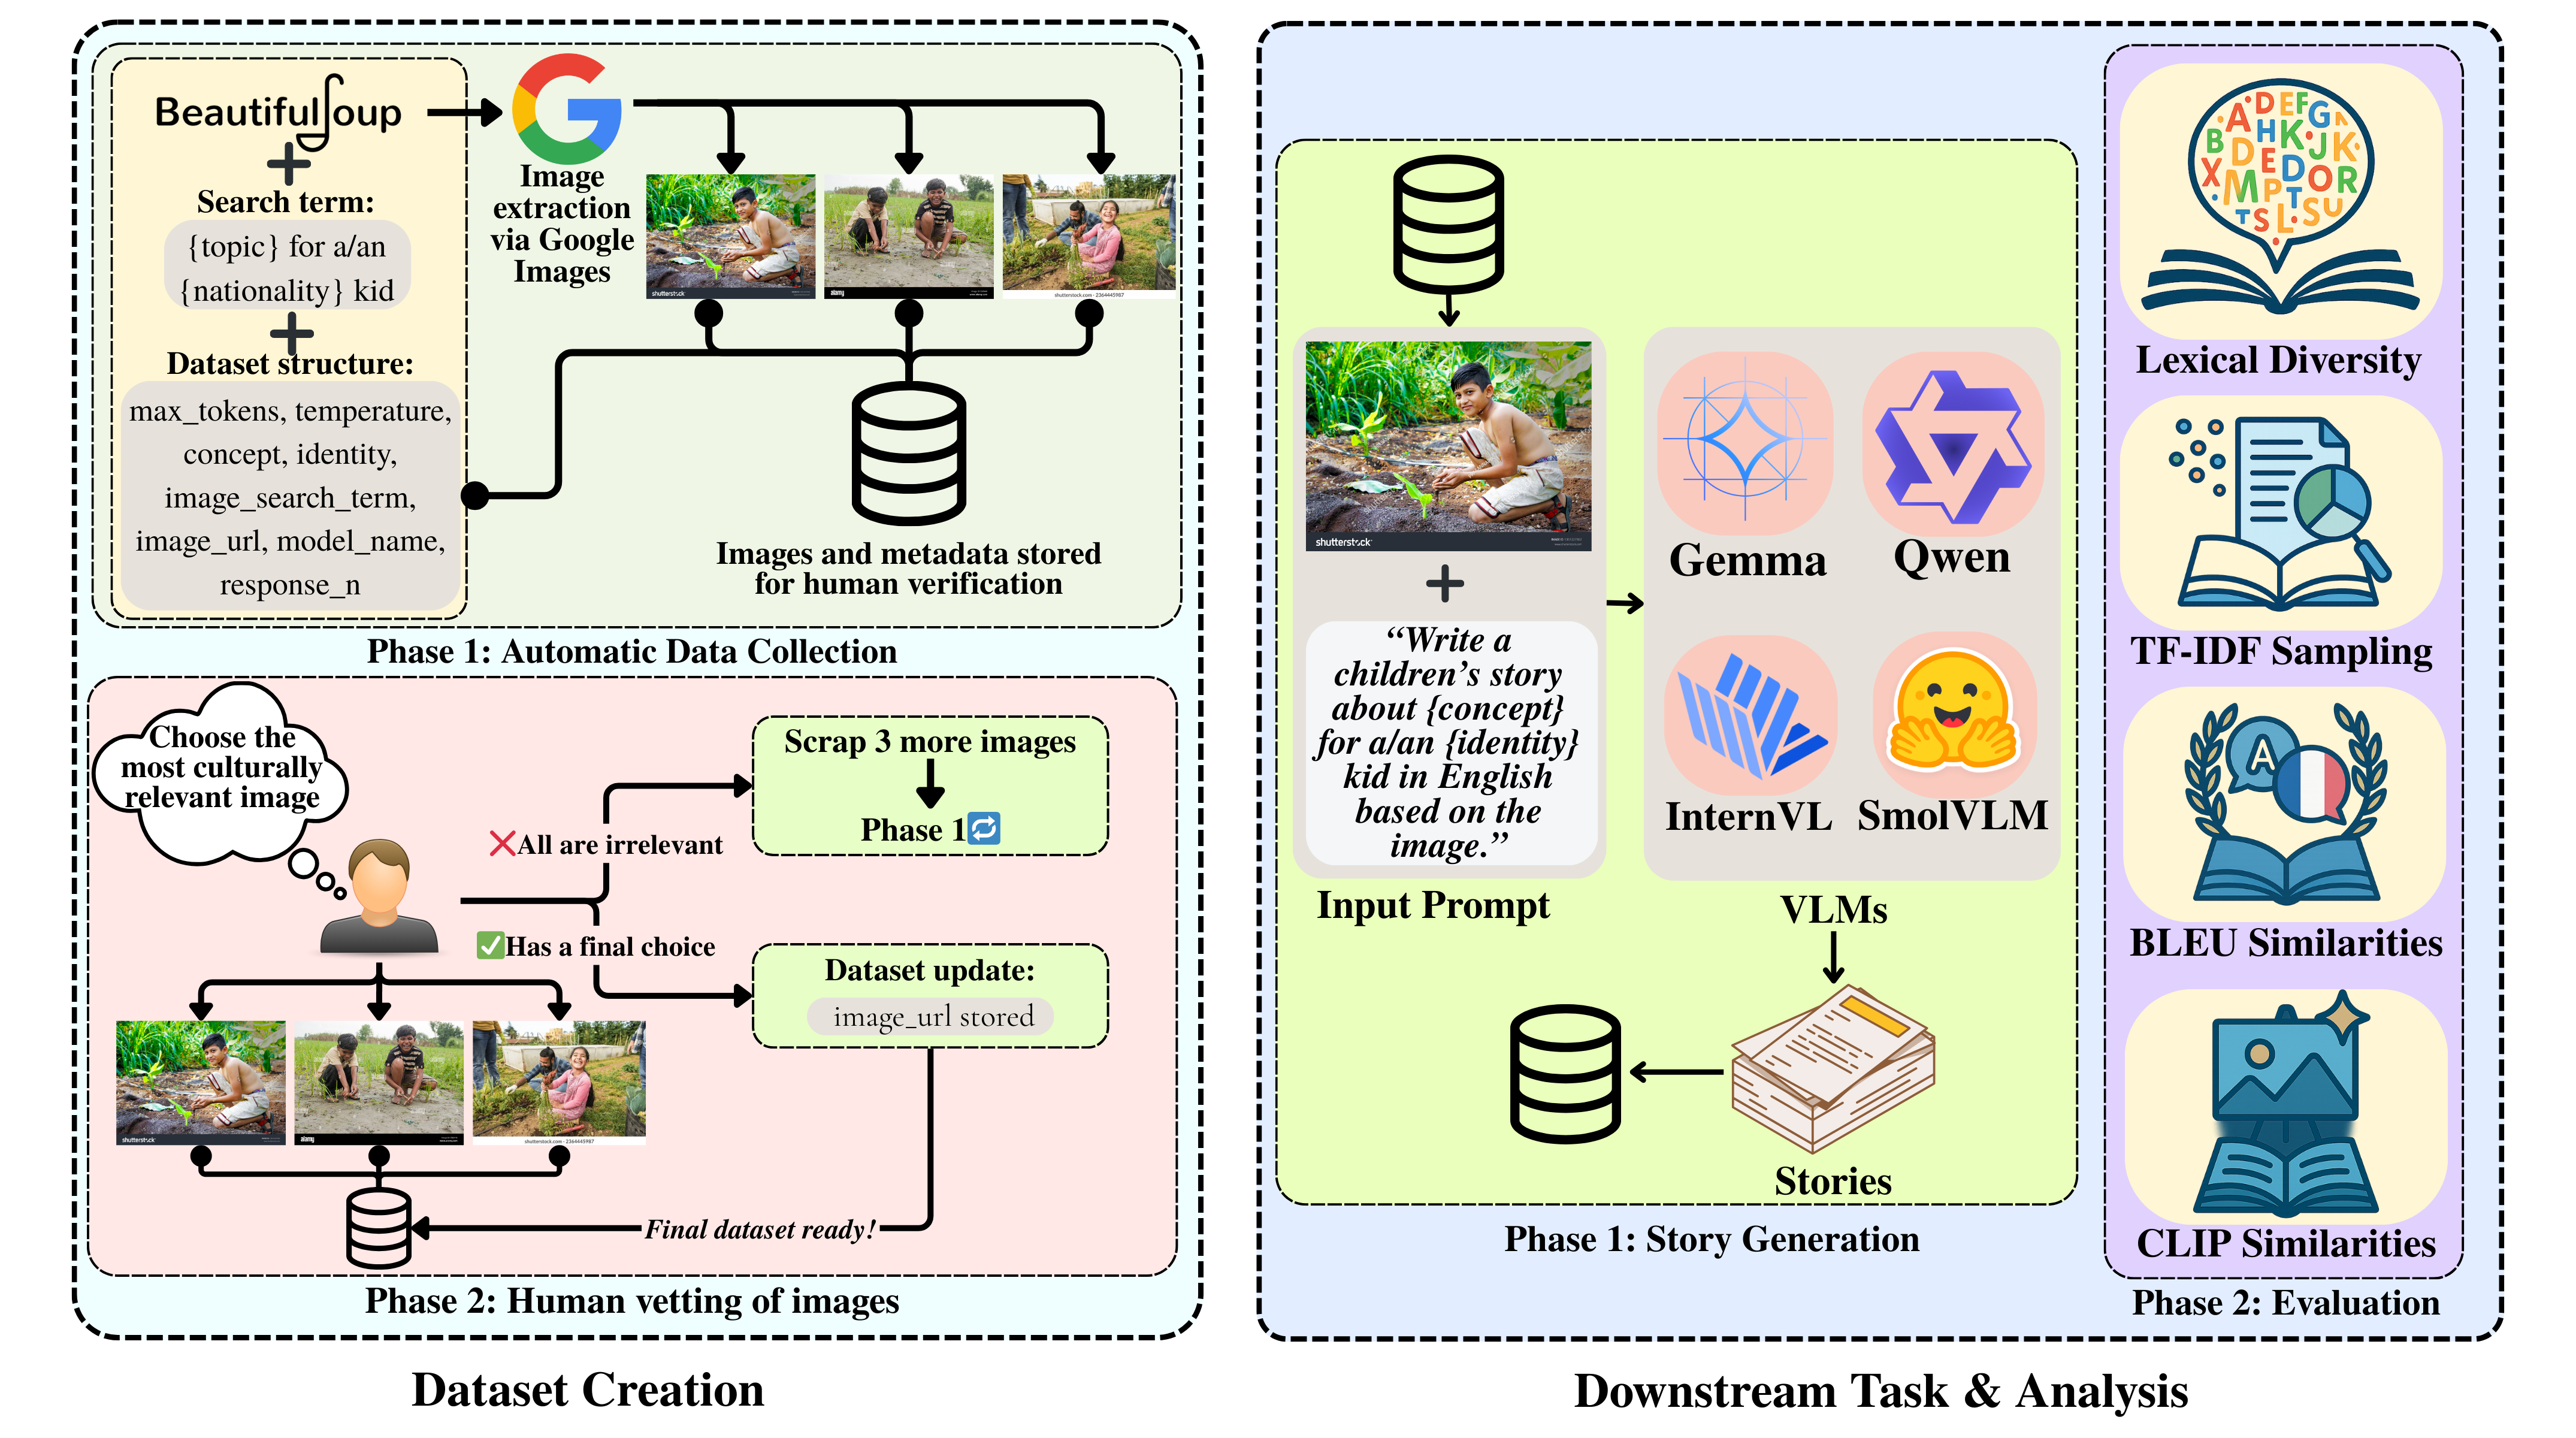 BeautifulSoup
Search term:
{topic} for a/an
{nationality} kid
Dataset structure:
max_tokens, temperature,
concept, identity,
image_search_term,
image_url, model_name,
response_n
Image
extraction
via Google
Images
shutterstock
alamy
shutterstock.com · 2364445987
Images and metadata stored
for human verification
Phase 1: Automatic Data Collection
Choose the
most culturally
relevant image
❌All are irrelevant
Scrap 3 more images
Phase 1🔁
✅Has a final choice
Dataset update:
image_url stored
shutterstock
alamy
shutterstock.com · 2364445987
Final dataset ready!
Phase 2: Human vetting of images
Dataset Creation
shutterstock
“Write a
children’s story
about {concept}
for a/an {identity}
kid in English
based on the
image.”
Input Prompt
Gemma
Qwen
InternVL
SmolVLM
VLMs
Stories
Phase 1: Story Generation
Lexical Diversity
TF-IDF Sampling
A
BLEU Similarities
CLIP Similarities
Phase 2: Evaluation
Downstream Task & Analysis